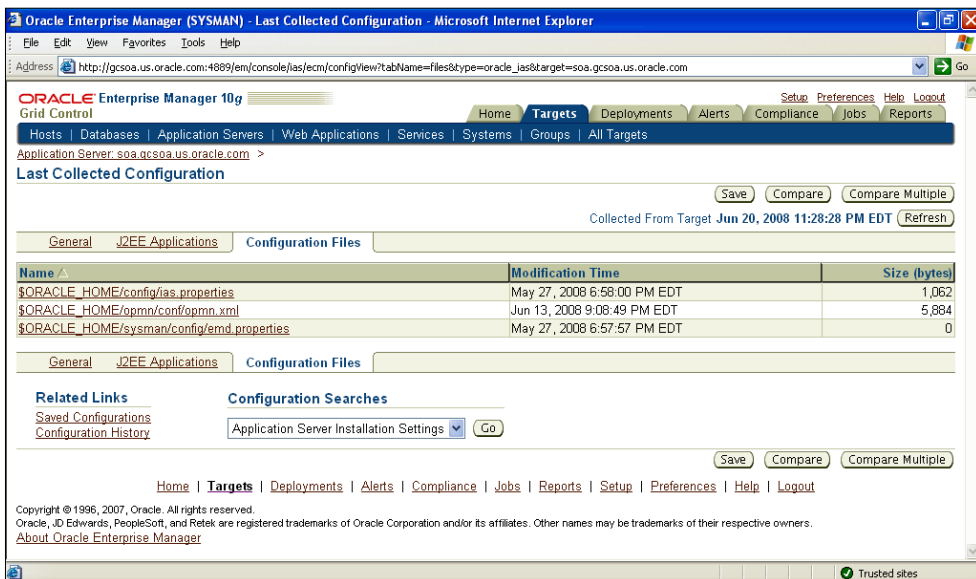 Oracle Enterprise Manager (SYSMAN) - Last Collected Configuration - Microsoft Internet Explorer
File Edit View Favorites Tools Help
Address http://gcsoa.us.oracle.com:4889/em/console/ias/ecm/configView?tabName=files&type=oracle_ias&target=soa.gcsoa.us.oracle.com Go
ORACLE Enterprise Manager 10g
Setup Preferences Help Logout
Grid Control
Home Targets Deployments Alerts Compliance Jobs Reports
Hosts | Databases | Application Servers | Web Applications | Services | Systems | Groups | All Targets
Application Server: soa.gcsoa.us.oracle.com >
Last Collected Configuration
Save Compare Compare Multiple
Collected From Target Jun 20, 2008 11:28:28 PM EDT Refresh
General J2EE Applications Configuration Files
Name Modification Time Size (bytes)
$ORACLE_HOME/config/ias.properties May 27, 2008 6:58:00 PM EDT 1,062
$ORACLE_HOME/opmn/conf/opmn.xml Jun 13, 2008 9:08:49 PM EDT 5,884
$ORACLE_HOME/sysman/config/emd.properties May 27, 2008 6:57:57 PM EDT 0
General J2EE Applications Configuration Files
Related Links Configuration Searches
Saved Configurations
Configuration History
Application Server Installation Settings Go
Save Compare Compare Multiple
Home | Targets | Deployments | Alerts | Compliance | Jobs | Reports | Setup | Preferences | Help | Logout
Copyright © 1996, 2007, Oracle. All rights reserved.
Oracle, JD Edwards, PeopleSoft, and Retek are registered trademarks of Oracle Corporation and/or its affiliates. Other names may be trademarks of their respective owners.
About Oracle Enterprise Manager
Trusted sites